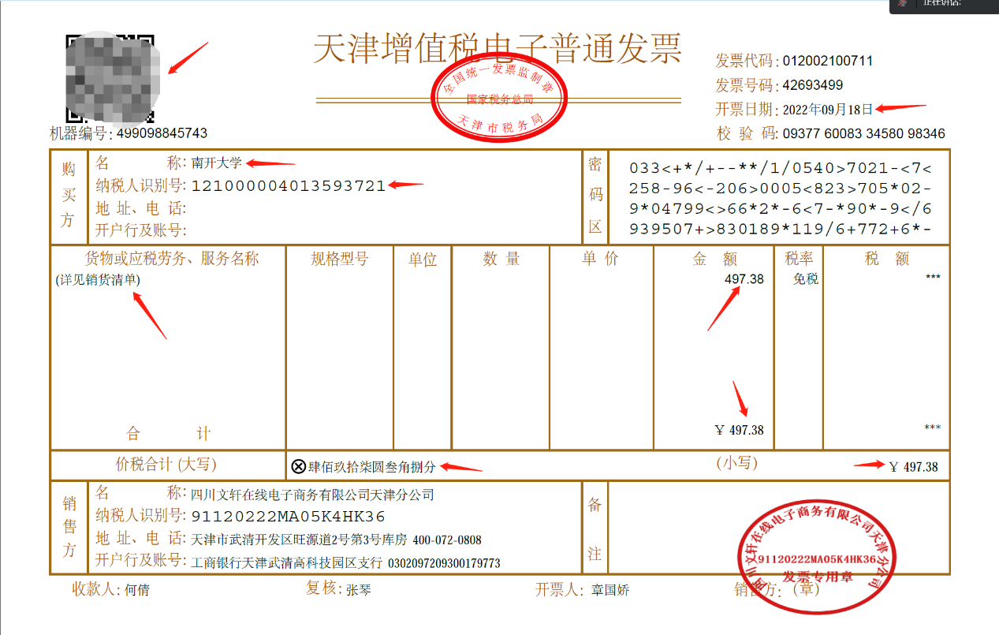 正在讲话:
天津增值税电子普通发票
全国统一发票监制章
国家税务总局
天津市税务局
发票代码:012002100711
发票号码:42693499
开票日期:2022年09月18日
校 验 码:09377 60083 34580 98346
机器编号:499098845743
购买方
名 称:南开大学
纳税人识别号:121000004013593721
地 址、电 话:
开户行及账号:
密码区
033<+*/+--**/1/0540>7021-<7<
258-96<-206>0005<823>705*02-
9*04799<>66*2*-6<7-*90*-9</6
939507+>830189*119/6+772+6*-
货物或应税劳务、服务名称 规格型号 单位 数 量 单 价 金 额 税率 税 额
(详见销货清单) 497.38 免税 ***
合 计 ¥ 497.38 ***
价税合计 (大写) ⊗肆佰玖拾柒圆叁角捌分 (小写) ¥ 497.38
销售方
名 称:四川文轩在线电子商务有限公司天津分公司
纳税人识别号:91120222MA05K4HK36
地 址、电 话:天津市武清开发区旺源道2号第3号库房 400-072-0808
开户行及账号:工商银行天津武清高科技园区支行 0302097209300179773
备注
四川文轩在线电子商务有限公司天津分公司
91120222MA05K4HK36
发票专用章
收款人:何倩 复核:张琴 开票人:章国娇 销售方:(章)